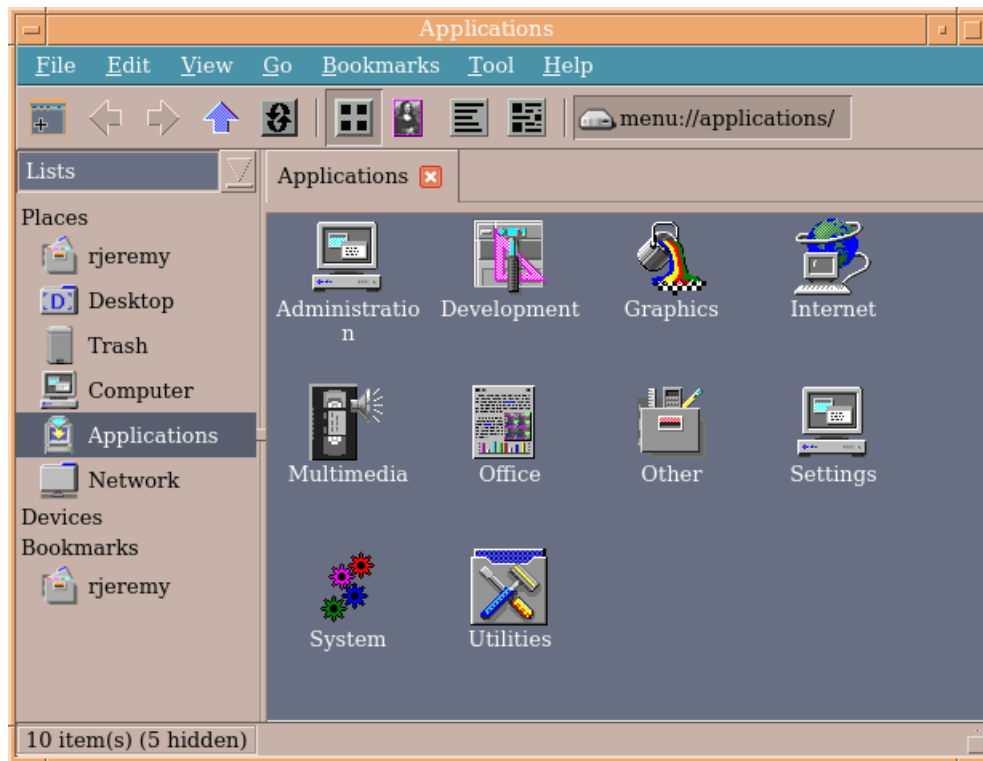 Applications
File Edit View Go Bookmarks Tool Help
menu://applications/
Lists
Applications
Places
rjeremy
Desktop
Trash
Computer
Applications
Network
Devices
Bookmarks
rjeremy
Administratio
n
Development
Graphics
Internet
Multimedia
Office
Other
Settings
System
Utilities
10 item(s) (5 hidden)